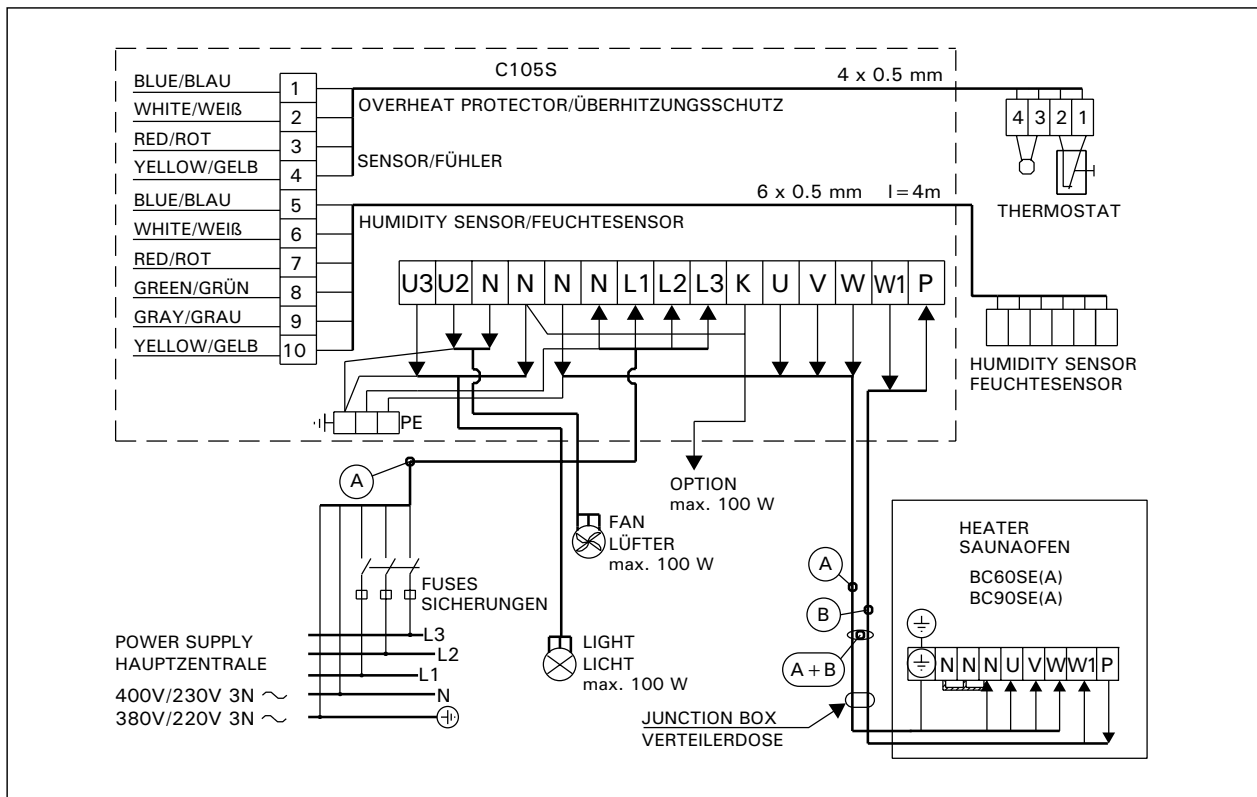 C105S
4 x 0.5 mm
BLUE/BLAU 1
WHITE/WEIß 2
RED/ROT 3
YELLOW/GELB 4
BLUE/BLAU 5
WHITE/WEIß 6
RED/ROT 7
GREEN/GRÜN 8
GRAY/GRAU 9
YELLOW/GELB 10
OVERHEAT PROTECTOR/ÜBERHITZUNGSSCHUTZ
SENSOR/FÜHLER
4 3 2 1
THERMOSTAT
6 x 0.5 mm l=4m
HUMIDITY SENSOR/FEUCHTESENSOR
U3 U2 N N N N L1 L2 L3 K U V W W1 P
HUMIDITY SENSOR
FEUCHTESENSOR
PE
A
OPTION
max. 100 W
FAN
LÜFTER
max. 100 W
FUSES
SICHERUNGEN
LIGHT
LICHT
max. 100 W
POWER SUPPLY
HAUPTZENTRALE
400V/230V 3N ~
380V/220V 3N ~
L3
L2
L1
N
A
B
A+B
JUNCTION BOX
VERTEILERDOSE
HEATER
SAUNAOFEN
BC60SE(A)
BC90SE(A)
N N N U V W W1 P